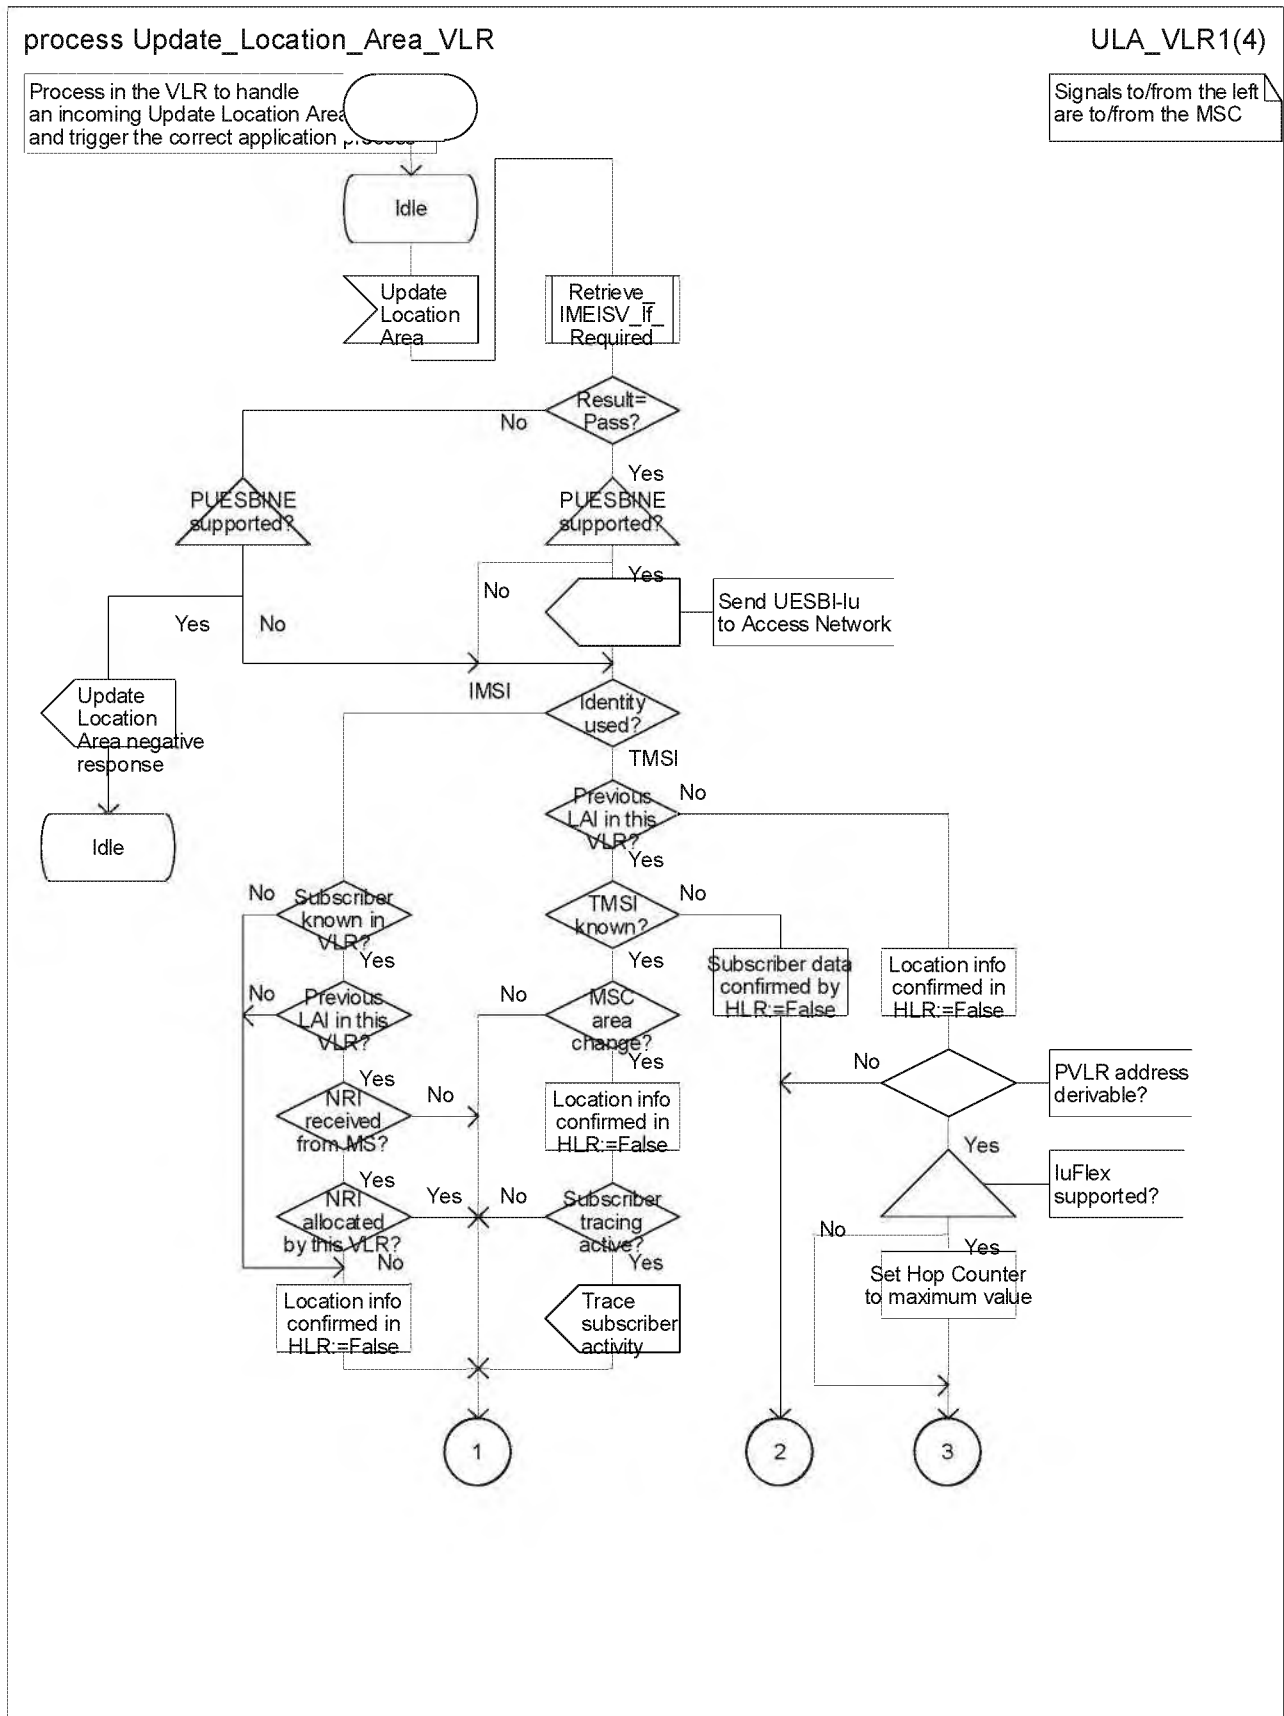 process Update_Location_Area_VLR
ULA_VLR1(4)
Process in the VLR to handle
an incoming Update Location Area
and trigger the correct application process
Signals to/from the left
are to/from the MSC
Idle
Update
Location
Area
Retrieve_
IMEISV_If_
Required
Result=
Pass?
No
Yes
PUESBINE
supported?
PUESBINE
supported?
Yes
No
Send UESBI-Iu
to Access Network
Yes
No
IMSI
Identity
used?
Update
Location
Area negative
response
TMSI
Previous
LAI in this
VLR?
No
Yes
Idle
No
Subscriber
known in
VLR?
Yes
TMSI
known?
No
Yes
Subscriber data
confirmed by
HLR:=False
Location info
confirmed in
HLR:=False
No
Previous
LAI in this
VLR?
Yes
No
MSC
area
change?
Yes
No
PVLR address
derivable?
Yes
NRI
received
from MS?
No
Yes
Location info
confirmed in
HLR:=False
IuFlex
supported?
No
Yes
NRI
allocated
by this VLR?
Yes
No
No
Subscriber
tracing
active?
Yes
Set Hop Counter
to maximum value
Location info
confirmed in
HLR:=False
Trace
subscriber
activity
1
2
3